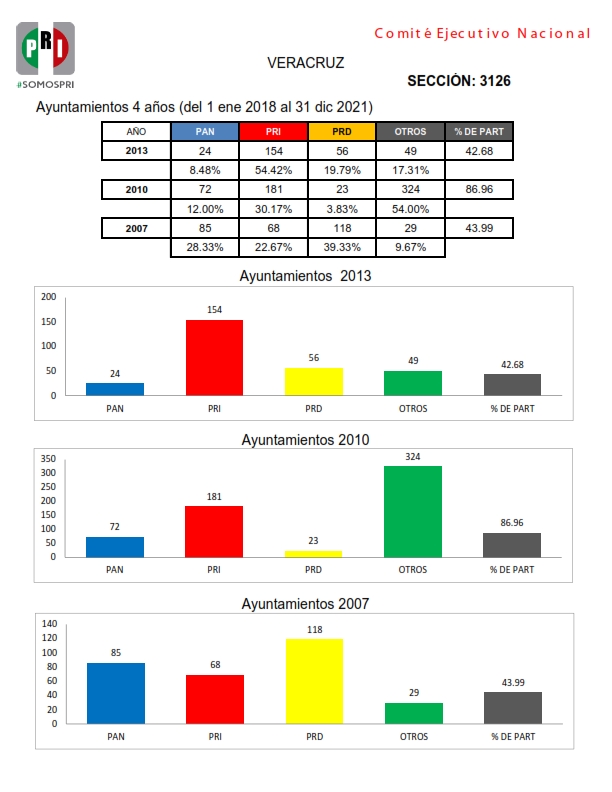 Comité Ejecutivo Nacional
PRI
#SOMOSPRI
VERACRUZ
SECCIÓN: 3126
Ayuntamientos 4 años (del 1 ene 2018 al 31 dic 2021)
AÑO PAN PRI PRD OTROS % DE PART
2013 24 154 56 49 42.68
8.48% 54.42% 19.79% 17.31%
2010 72 181 23 324 86.96
12.00% 30.17% 3.83% 54.00%
2007 85 68 118 29 43.99
28.33% 22.67% 39.33% 9.67%
Ayuntamientos 2013
200
150
100
50
0
24 154 56 49 42.68
PAN PRI PRD OTROS % DE PART
Ayuntamientos 2010
350
300
250
200
150
100
50
0
72 181 23 324 86.96
PAN PRI PRD OTROS % DE PART
Ayuntamientos 2007
140
120
100
80
60
40
20
0
85 68 118 29 43.99
PAN PRI PRD OTROS % DE PART